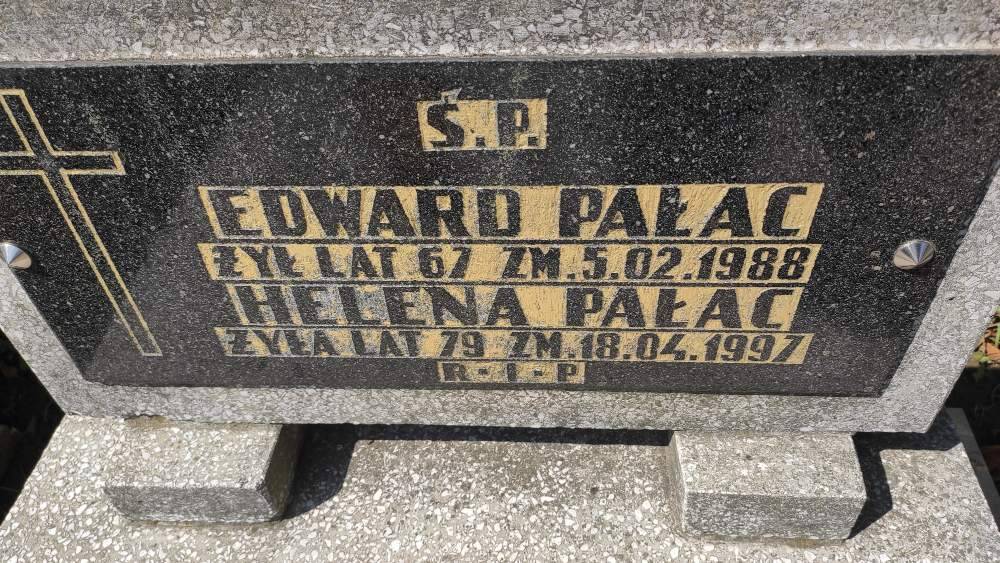 Ś.P.
EDWARD PAŁAC
ŻYŁ LAT 67 ZM.5.02.1988
HELENA PAŁAC
ŻYŁA LAT 79 ZM.18.04.1997
R-I-P